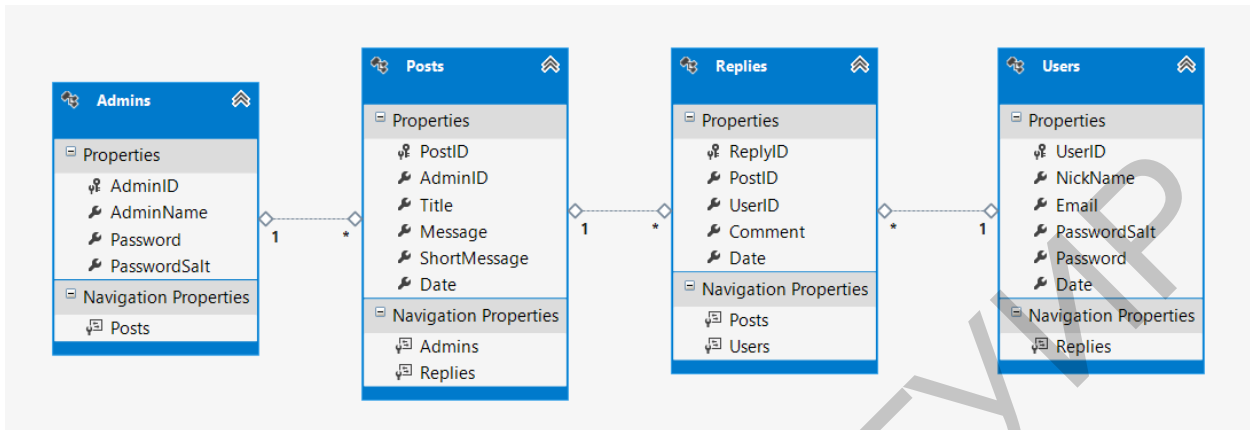 Admins
Properties
AdminID
AdminName
Password
PasswordSalt
Navigation Properties
Posts
1
*
Posts
Properties
PostID
AdminID
Title
Message
ShortMessage
Date
Navigation Properties
Admins
Replies
1
*
Replies
Properties
ReplyID
PostID
UserID
Comment
Date
Navigation Properties
Posts
Users
*
1
Users
Properties
UserID
NickName
Email
PasswordSalt
Password
Date
Navigation Properties
Replies